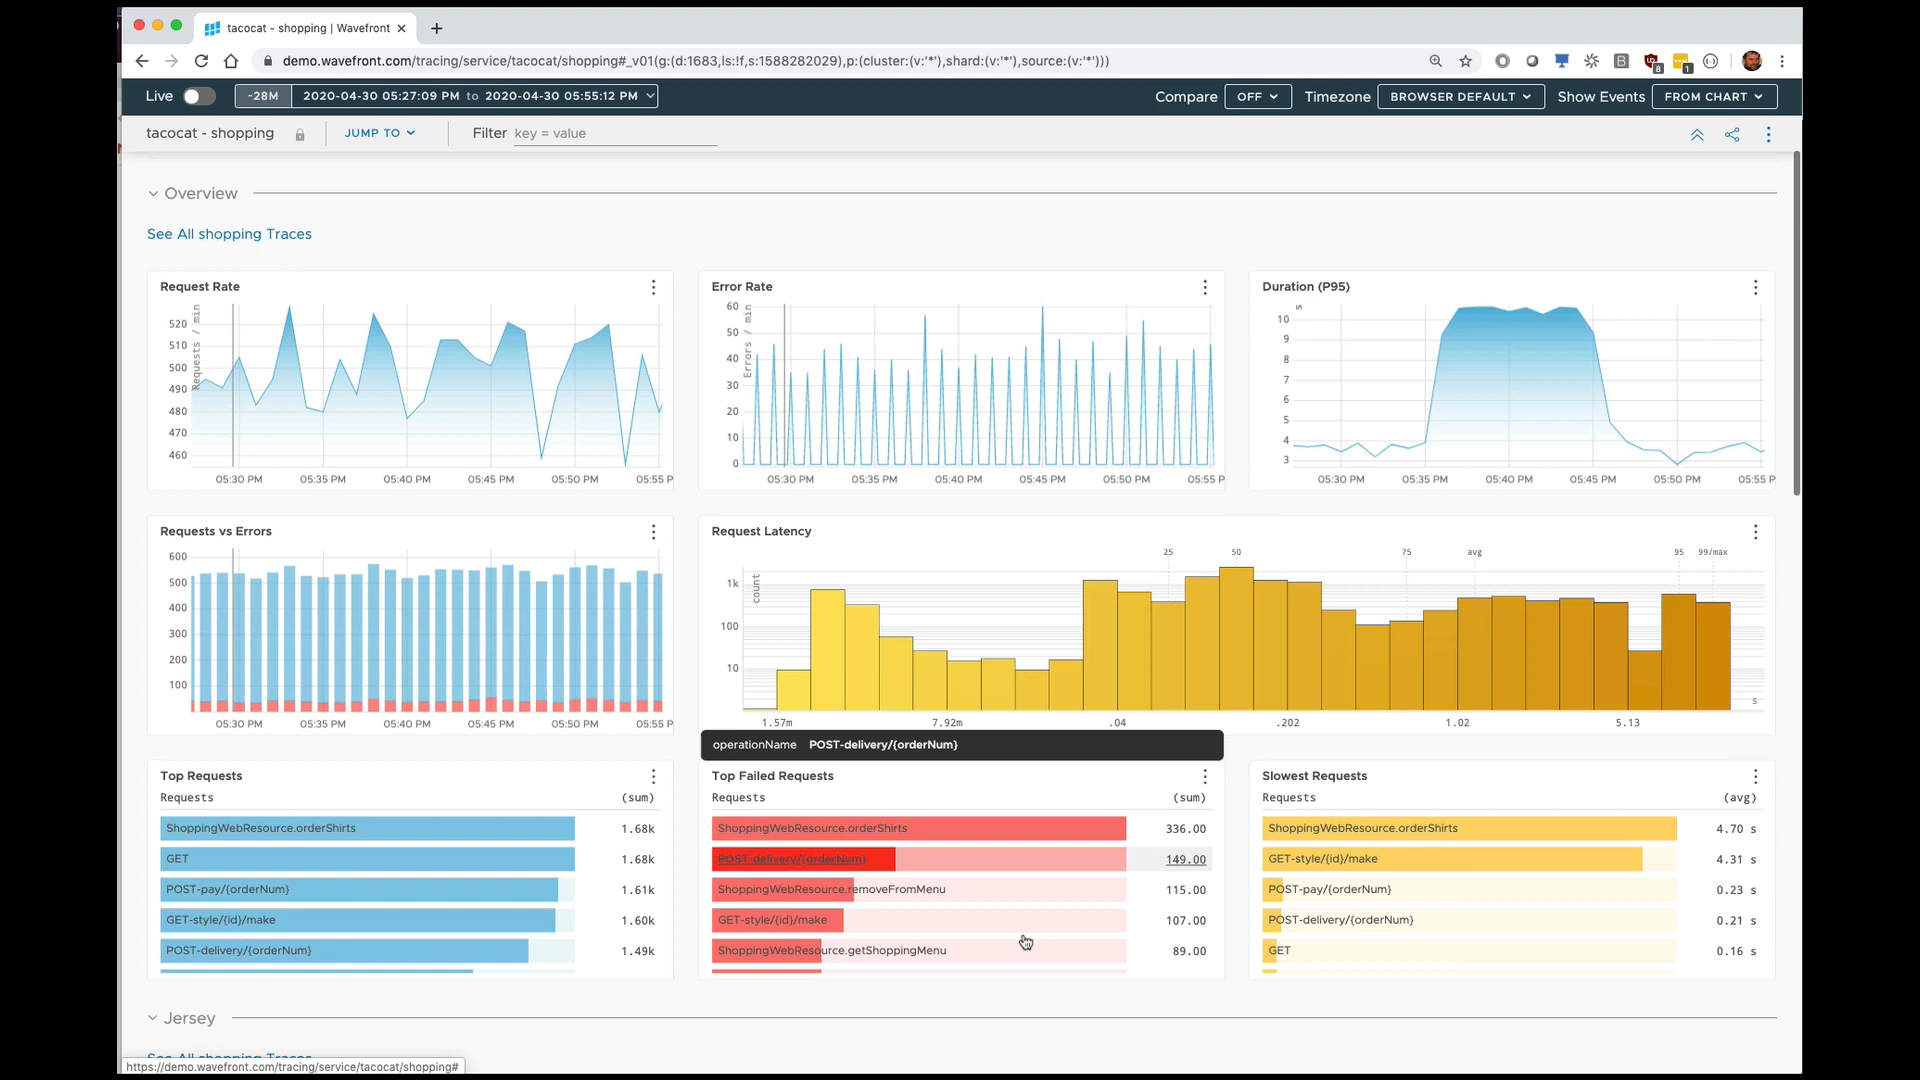 tacocat - shopping | Wavefront
demo.wavefront.com/tracing/service/tacocat/shopping#_v01(g:(d:1683,ls:!f,s:1588282029),p:(cluster:(v:'*'),shard:(v:'*'),source:(v:'*')))
8
1
Live -28M 2020-04-30 05:27:09 PM to 2020-04-30 05:55:12 PM Compare OFF Timezone BROWSER DEFAULT Show Events FROM CHART
tacocat - shopping JUMP TO Filter key = value
Overview
See All shopping Traces
Request Rate
Requests / min
520
510
500
490
480
470
460
05:30 PM 05:35 PM 05:40 PM 05:45 PM 05:50 PM 05:55 P
Error Rate
Errors / min
60
50
40
30
20
10
0
05:30 PM 05:35 PM 05:40 PM 05:45 PM 05:50 PM 05:55 P
Duration (P95)
s
10
9
8
7
6
5
4
3
05:30 PM 05:35 PM 05:40 PM 05:45 PM 05:50 PM 05:55 P
Requests vs Errors
600
500
400
300
200
100
05:30 PM 05:35 PM 05:40 PM 05:45 PM 05:50 PM 05:55 P
Request Latency
25 50 75 avg 95 99/max
count
1k
100
10
s
1.57m 7.92m .04 .202 1.02 5.13
operationName POST-delivery/{orderNum}
Top Requests
Requests (sum)
ShoppingWebResource.orderShirts 1.68k
GET 1.68k
POST-pay/{orderNum} 1.61k
GET-style/{id}/make 1.60k
POST-delivery/{orderNum} 1.49k
Top Failed Requests
Requests (sum)
ShoppingWebResource.orderShirts 336.00
POST-delivery/{orderNum} 149.00
ShoppingWebResource.removeFromMenu 115.00
GET-style/{id}/make 107.00
ShoppingWebResource.getShoppingMenu 89.00
Slowest Requests
Requests (avg)
ShoppingWebResource.orderShirts 4.70 s
GET-style/{id}/make 4.31 s
POST-pay/{orderNum} 0.23 s
POST-delivery/{orderNum} 0.21 s
GET 0.16 s
Jersey
See All shopping Traces
https://demo.wavefront.com/tracing/service/tacocat/shopping#